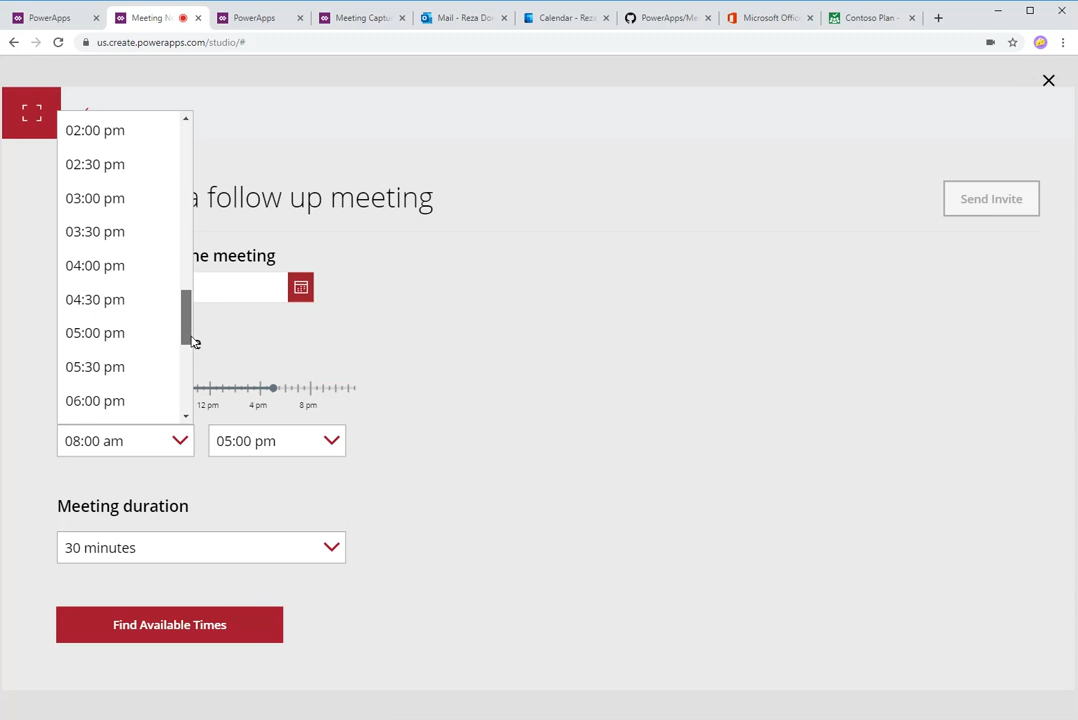 PowerApps
Meeting N
PowerApps
Meeting Captu
Mail - Reza Do
Calendar - Rez
PowerApps/Me
Microsoft Offic
Contoso Plan -
us.create.powerapps.com/studio/#
02:00 pm
02:30 pm
03:00 pm
03:30 pm
04:00 pm
04:30 pm
05:00 pm
05:30 pm
06:00 pm
a follow up meeting
Send Invite
ne meeting
12 pm 4 pm 8 pm
08:00 am
05:00 pm
Meeting duration
30 minutes
Find Available Times